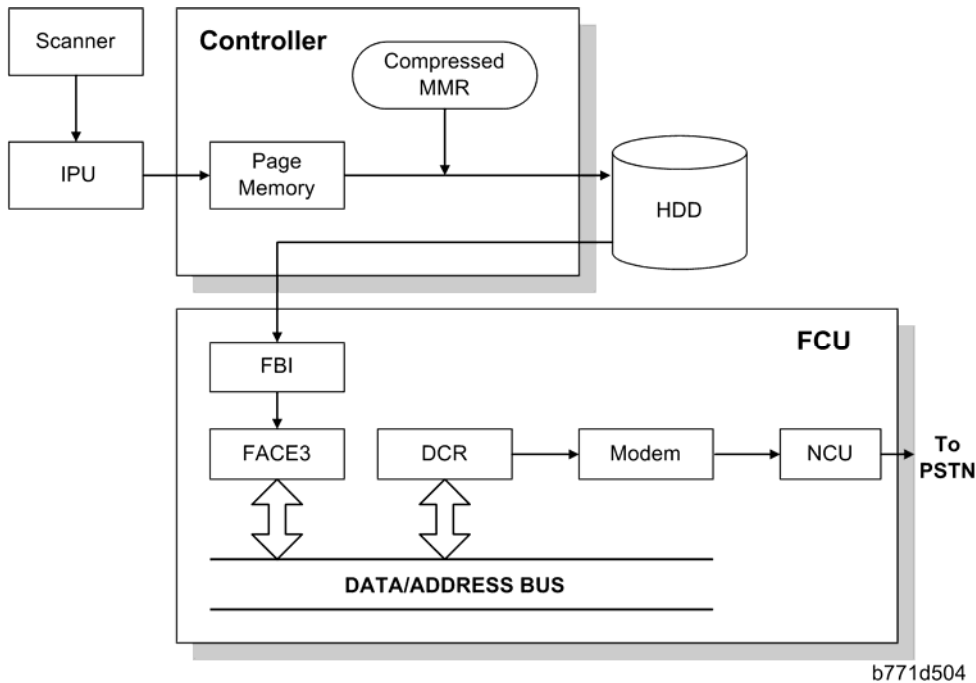 Scanner
Controller
Compressed
MMR
IPU
Page
Memory
HDD
FCU
FBI
FACE3
DCR
Modem
NCU
To
PSTN
DATA/ADDRESS BUS
b771d504